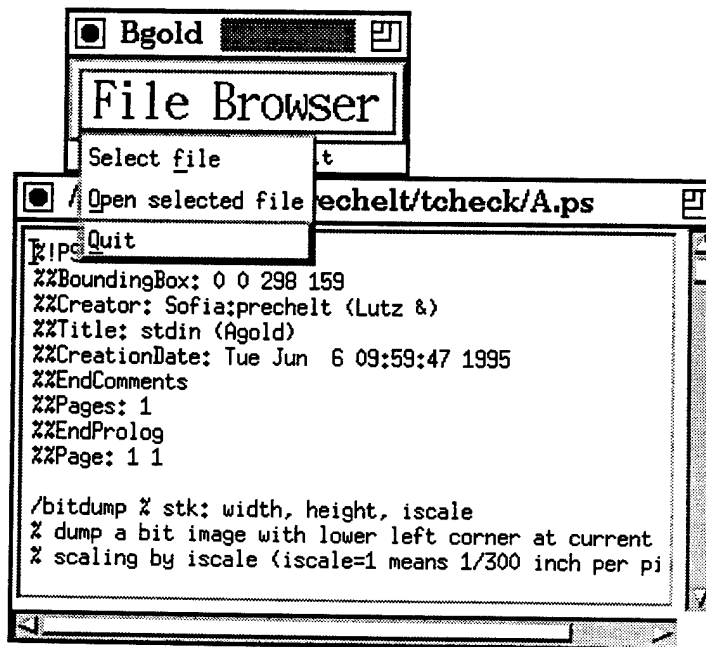 Bgold
File Browser
Select file
.t
Open selected file
Quit
/ echelt/tcheck/A.ps
%!PS
%%BoundingBox: 0 0 298 159
%%Creator: Sofia:prechelt (Lutz &)
%%Title: stdin (Agold)
%%CreationDate: Tue Jun  6 09:59:47 1995
%%EndComments
%%Pages: 1
%%EndProlog
%%Page: 1 1
/bitdump % stk: width, height, iscale
% dump a bit image with lower left corner at current
% scaling by iscale (iscale=1 means 1/300 inch per pi